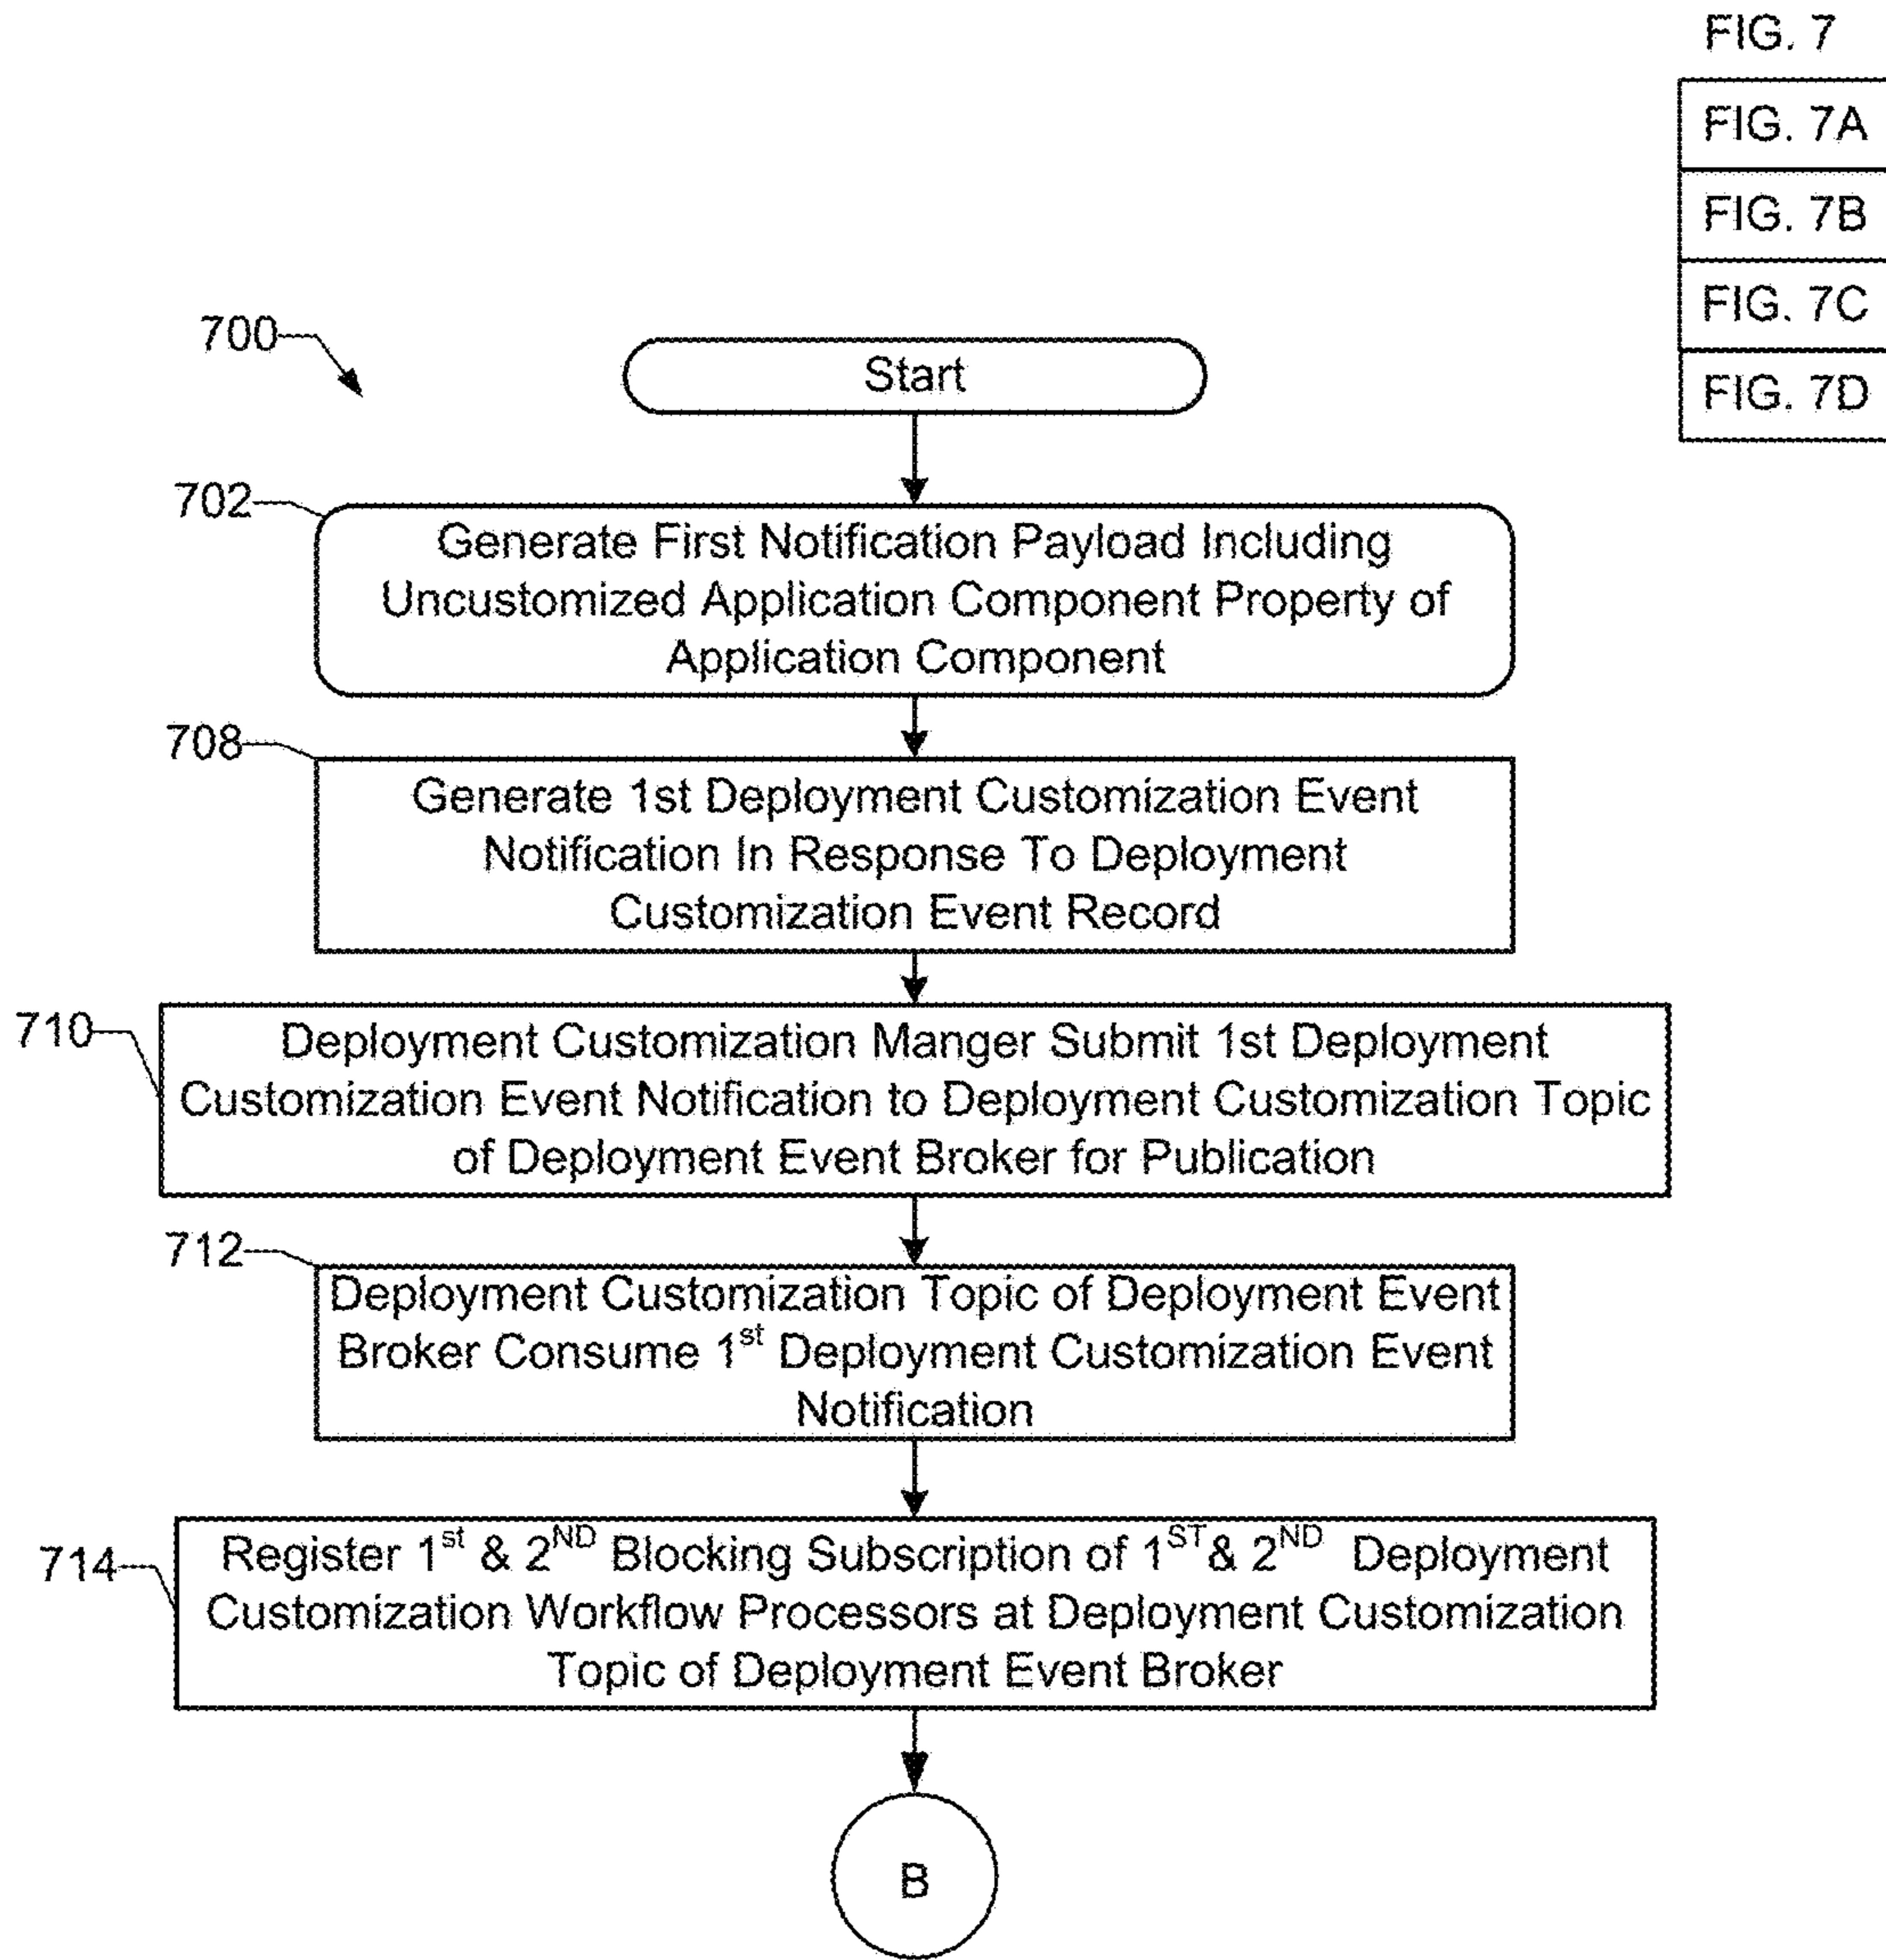 FIG. 7
FIG. 7A
FIG. 7B
FIG. 7C
FIG. 7D
700
Start
702
Generate First Notification Payload Including
Uncustomized Application Component Property of
Application Component
708
Generate 1st Deployment Customization Event
Notification In Response To Deployment
Customization Event Record
710
Deployment Customization Manger Submit 1st Deployment
Customization Event Notification to Deployment Customization Topic
of Deployment Event Broker for Publication
712
Deployment Customization Topic of Deployment Event
Broker Consume 1st Deployment Customization Event
Notification
714
Register 1st & 2ND Blocking Subscription of 1ST & 2ND Deployment
Customization Workflow Processors at Deployment Customization
Topic of Deployment Event Broker
B